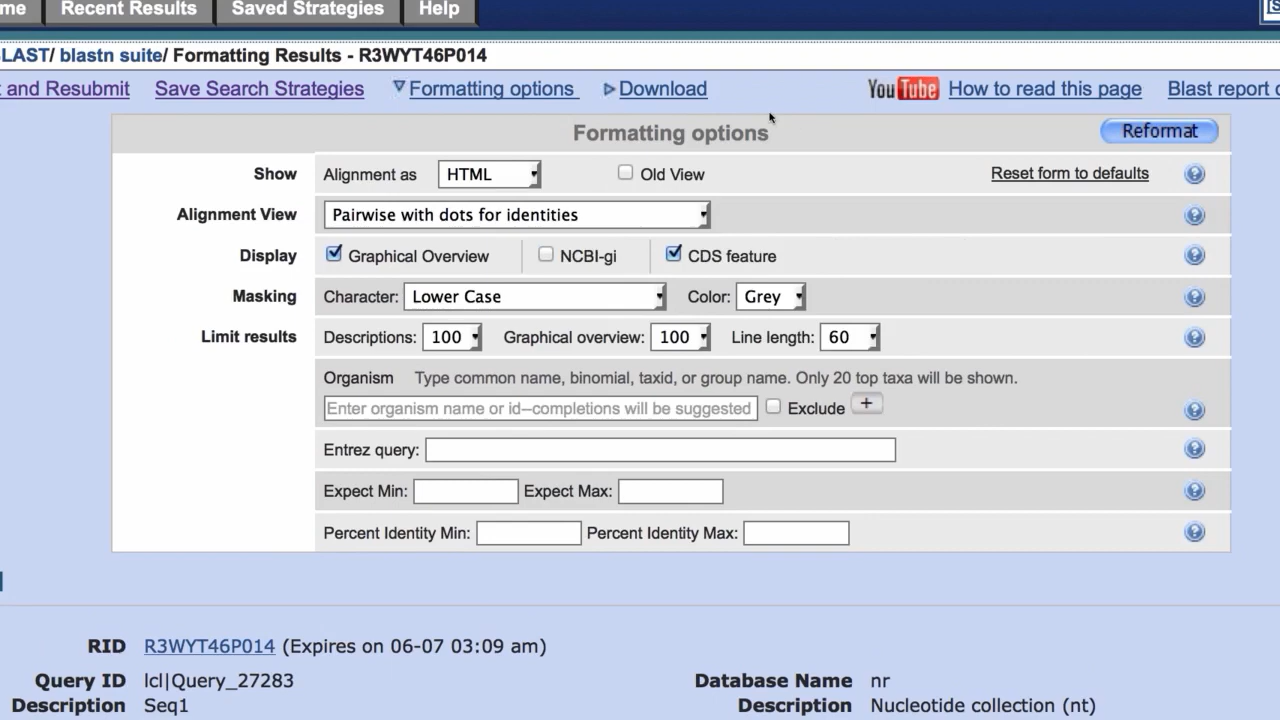 me Recent Results Saved Strategies Help
LAST/ blastn suite/ Formatting Results - R3WYT46P014
and Resubmit Save Search Strategies Formatting options Download YouTube How to read this page Blast report
Formatting options Reformat
Show Alignment as HTML Old View Reset form to defaults
Alignment View Pairwise with dots for identities
Display Graphical Overview NCBI-gi CDS feature
Masking Character: Lower Case Color: Grey
Limit results Descriptions: 100 Graphical overview: 100 Line length: 60
Organism Type common name, binomial, taxid, or group name. Only 20 top taxa will be shown.
Enter organism name or id--completions will be suggested Exclude +
Entrez query:
Expect Min: Expect Max:
Percent Identity Min: Percent Identity Max:
RID R3WYT46P014 (Expires on 06-07 03:09 am)
Query ID lcl|Query_27283 Database Name nr
Description Seq1 Description Nucleotide collection (nt)